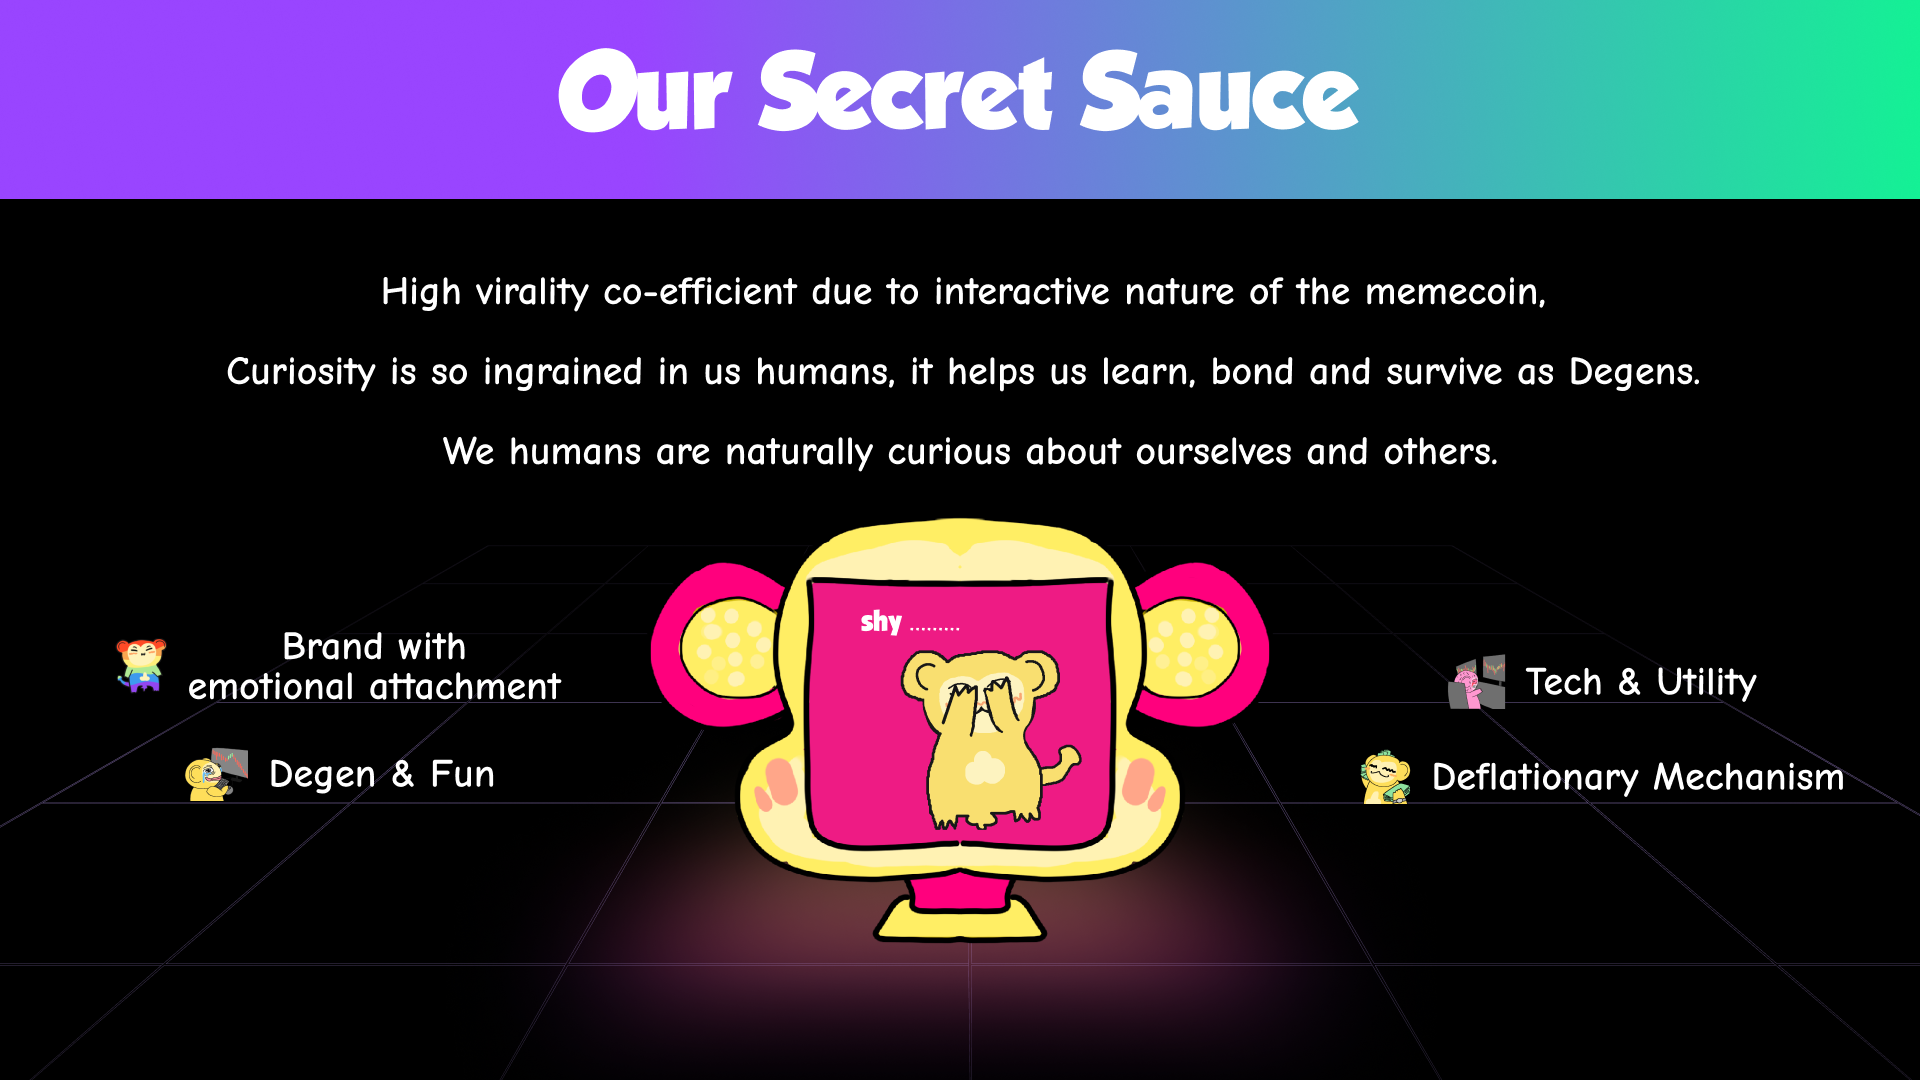 Our Secret Sauce
High virality co-efficient due to interactive nature of the memecoin,
Curiosity is so ingrained in us humans, it helps us learn, bond and survive as Degens.
We humans are naturally curious about ourselves and others.
shy .........
Brand with
emotional attachment
Degen & Fun
Tech & Utility
Deflationary Mechanism